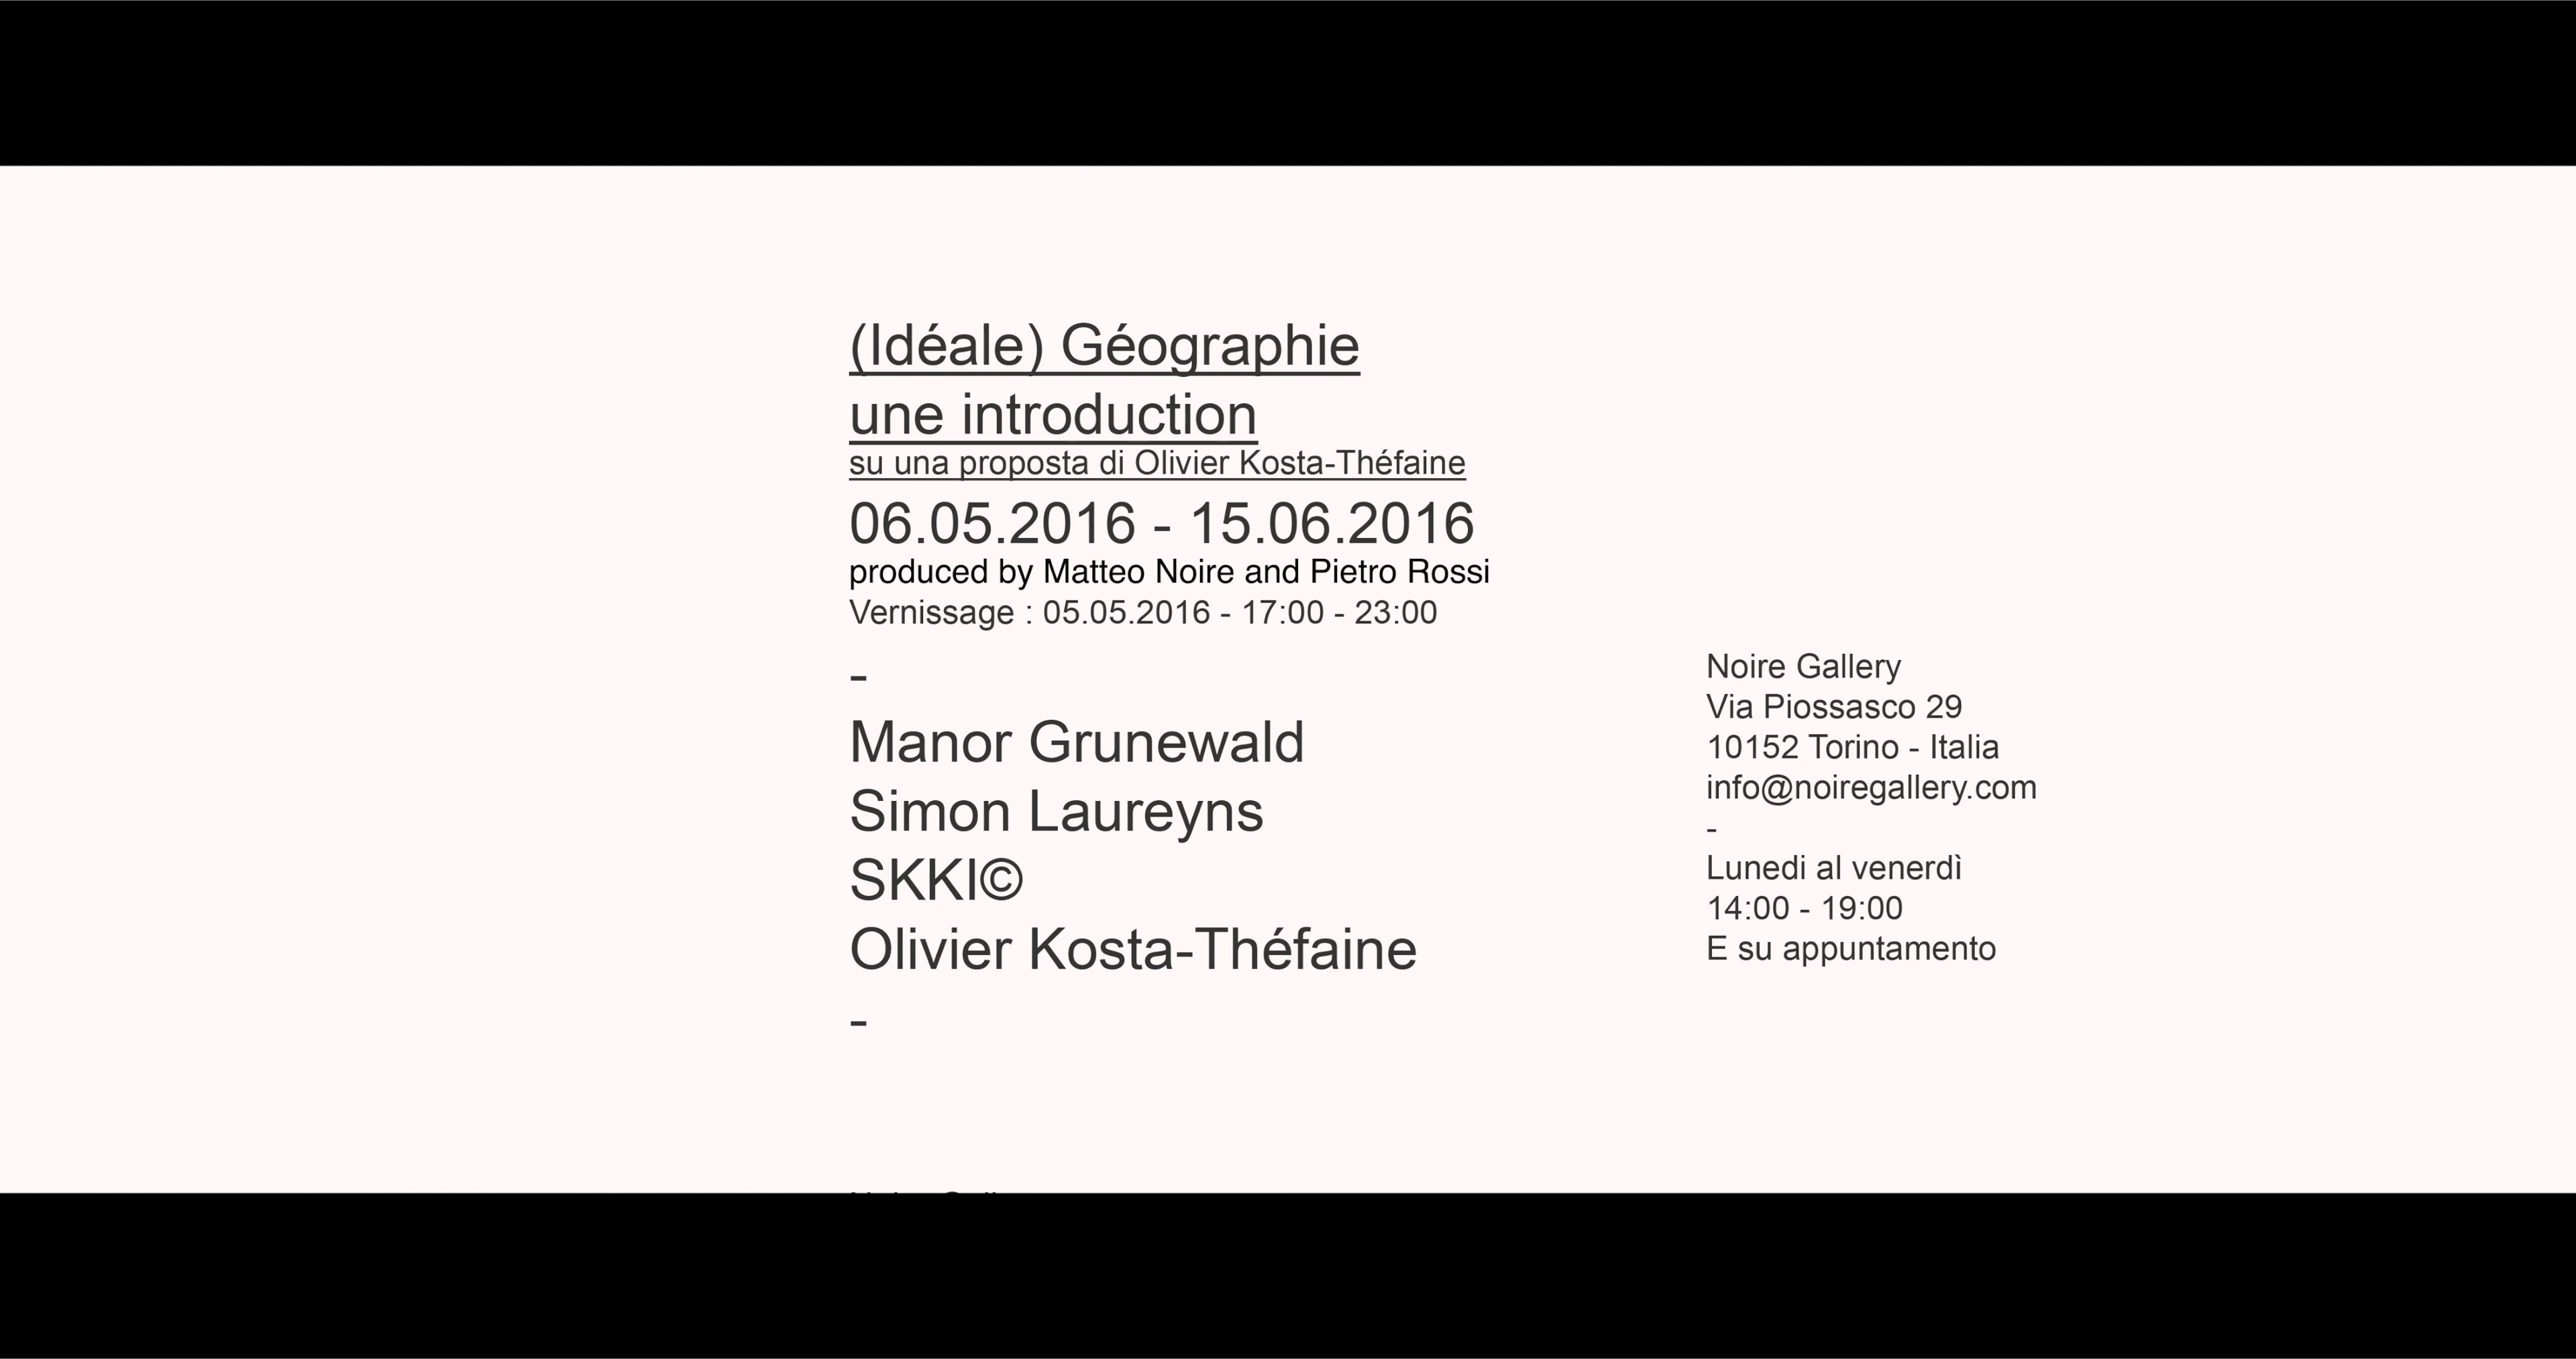 (Idéale) Géographie
une introduction
su una proposta di Olivier Kosta-Théfaine
06.05.2016 - 15.06.2016
produced by Matteo Noire and Pietro Rossi
Vernissage : 05.05.2016 - 17:00 - 23:00
-
Manor Grunewald
Simon Laureyns
SKKI©
Olivier Kosta-Théfaine
-
Noire Gallery
Via Piossasco 29
10152 Torino - Italia
info@noiregallery.com
-
Lunedi al venerdì
14:00 - 19:00
E su appuntamento